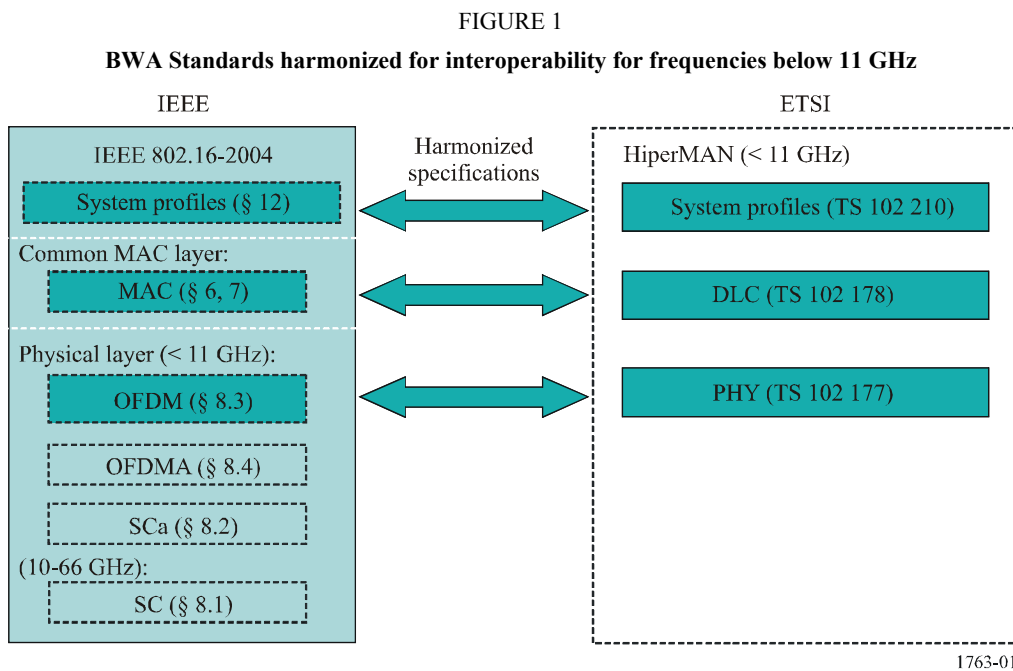 FIGURE 1
BWA Standards harmonized for interoperability for frequencies below 11 GHz
IEEE
ETSI
IEEE 802.16-2004
System profiles (§ 12)
Common MAC layer:
MAC (§ 6, 7)
Physical layer (< 11 GHz):
OFDM (§ 8.3)
OFDMA (§ 8.4)
SCa (§ 8.2)
(10-66 GHz):
SC (§ 8.1)
Harmonized
specifications
HiperMAN (< 11 GHz)
System profiles (TS 102 210)
DLC (TS 102 178)
PHY (TS 102 177)
1763-01